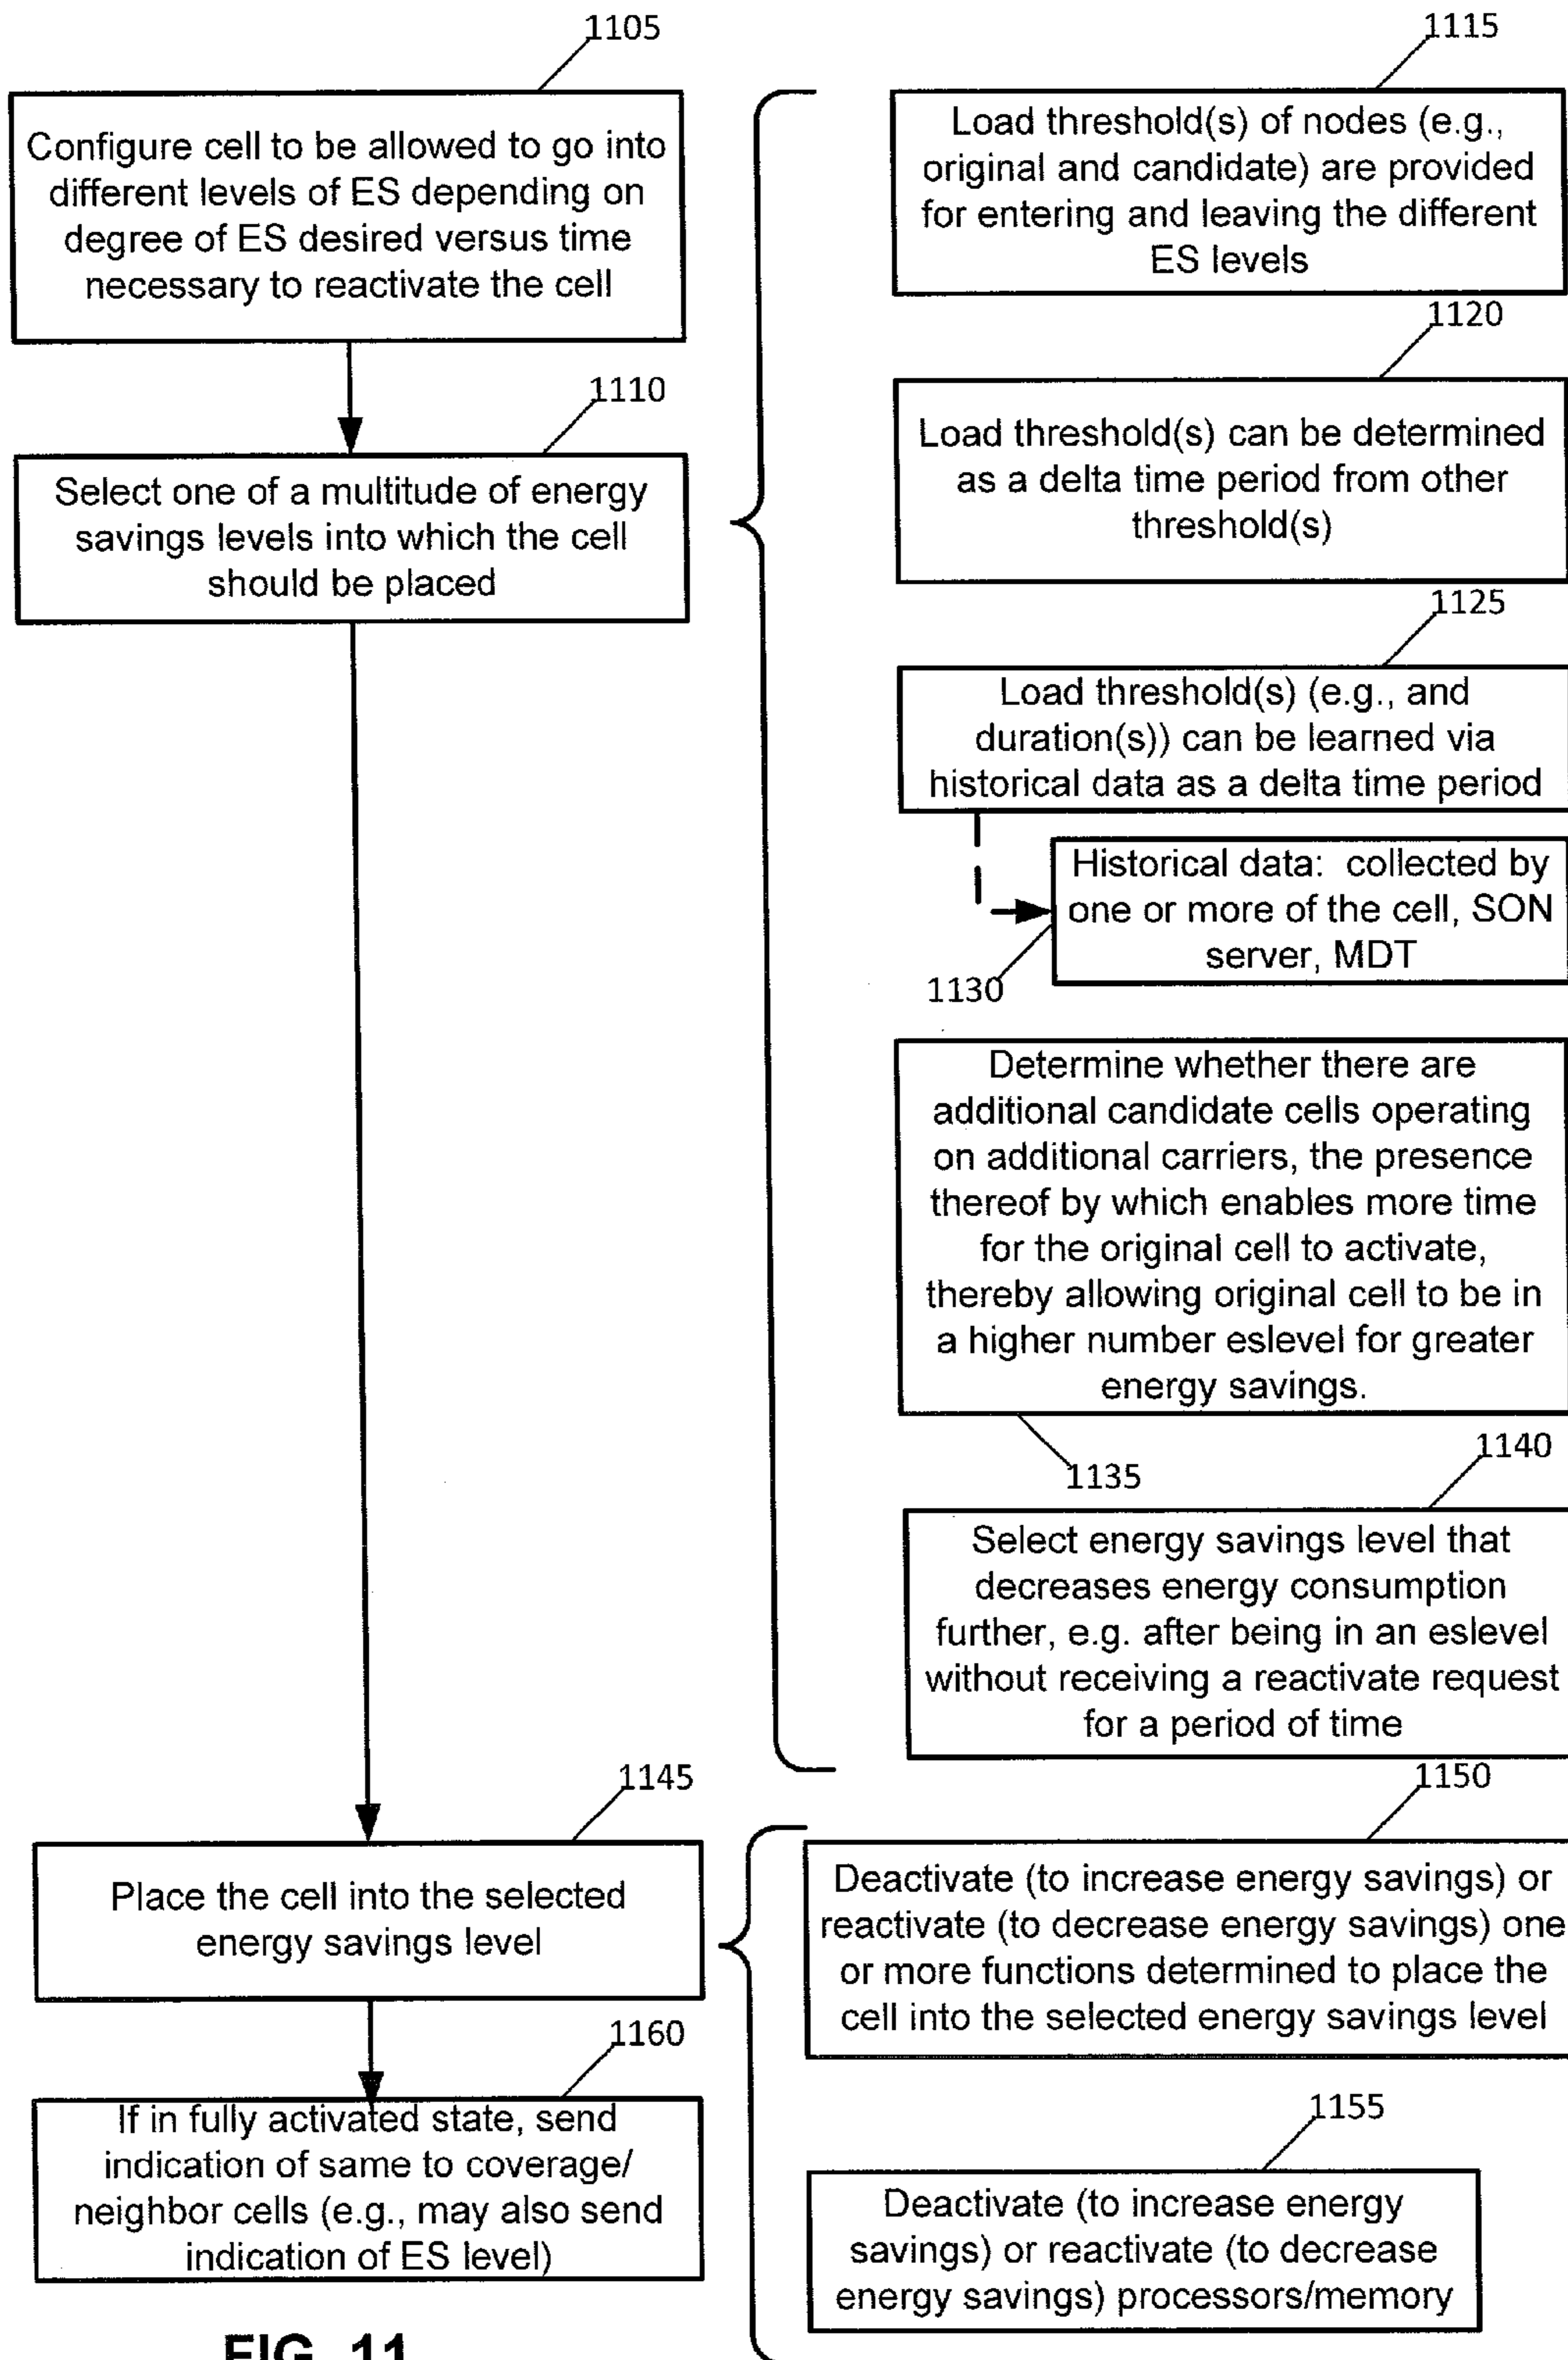 1105
Configure cell to be allowed to go into
different levels of ES depending on
degree of ES desired versus time
necessary to reactivate the cell
1110
Select one of a multitude of energy
savings levels into which the cell
should be placed
1115
Load threshold(s) of nodes (e.g.,
original and candidate) are provided
for entering and leaving the different
ES levels
1120
Load threshold(s) can be determined
as a delta time period from other
threshold(s)
1125
Load threshold(s) (e.g., and
duration(s)) can be learned via
historical data as a delta time period
Historical data: collected by
one or more of the cell, SON
server, MDT
1130
Determine whether there are
additional candidate cells operating
on additional carriers, the presence
thereof by which enables more time
for the original cell to activate,
thereby allowing original cell to be in
a higher number eslevel for greater
energy savings.
1135
1140
Select energy savings level that
decreases energy consumption
further, e.g. after being in an eslevel
without receiving a reactivate request
for a period of time
1145
Place the cell into the selected
energy savings level
1150
Deactivate (to increase energy savings) or
reactivate (to decrease energy savings) one
or more functions determined to place the
cell into the selected energy savings level
1155
Deactivate (to increase energy
savings) or reactivate (to decrease
energy savings) processors/memory
1160
If in fully activated state, send
indication of same to coverage/
neighbor cells (e.g., may also send
indication of ES level)
FIG. 11